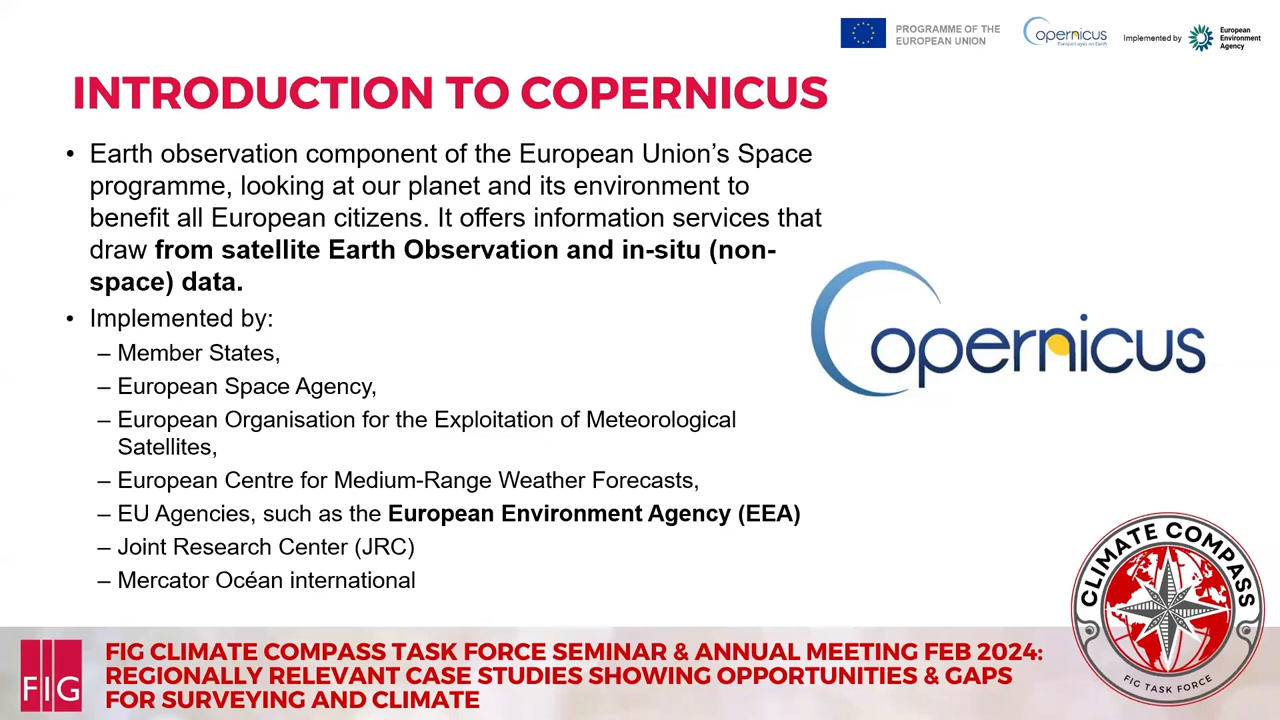 PROGRAMME OF THE
EUROPEAN UNION
Copernicus
Europe's eyes on Earth
Implemented by
European
Environment
Agency
INTRODUCTION TO COPERNICUS
• Earth observation component of the European Union’s Space
programme, looking at our planet and its environment to
benefit all European citizens. It offers information services that
draw from satellite Earth Observation and in-situ (non-
space) data.
• Implemented by:
– Member States,
– European Space Agency,
– European Organisation for the Exploitation of Meteorological
Satellites,
– European Centre for Medium-Range Weather Forecasts,
– EU Agencies, such as the European Environment Agency (EEA)
– Joint Research Center (JRC)
– Mercator Océan international
Copernicus
CLIMATE COMPASS
FIG TASK FORCE
FIG
FIG CLIMATE COMPASS TASK FORCE SEMINAR & ANNUAL MEETING FEB 2024:
REGIONALLY RELEVANT CASE STUDIES SHOWING OPPORTUNITIES & GAPS
FOR SURVEYING AND CLIMATE